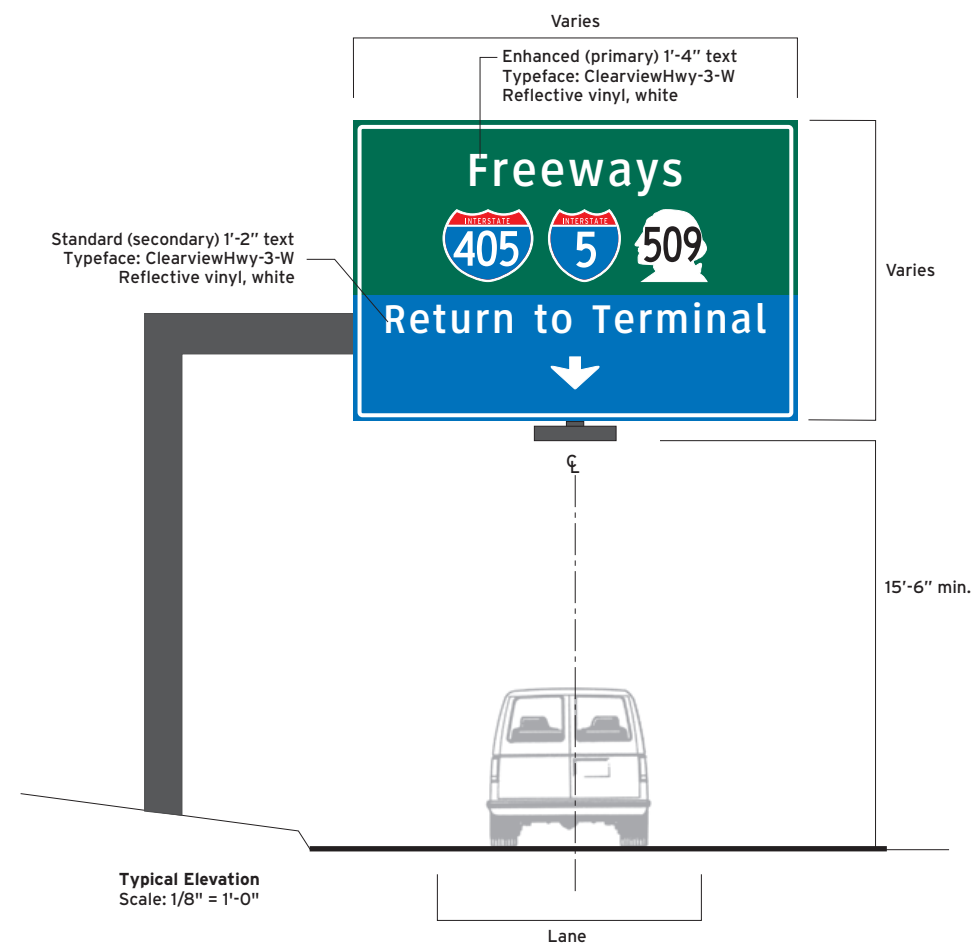 Varies
Enhanced (primary) 1’-4” text
Typeface: ClearviewHwy-3-W
Reflective vinyl, white
Freeways
INTERSTATE 405 INTERSTATE 5 509
Standard (secondary) 1’-2” text
Typeface: ClearviewHwy-3-W
Reflective vinyl, white
Varies
Return to Terminal
℄
15’-6” min.
Typical Elevation
Scale: 1/8" = 1'-0"
Lane